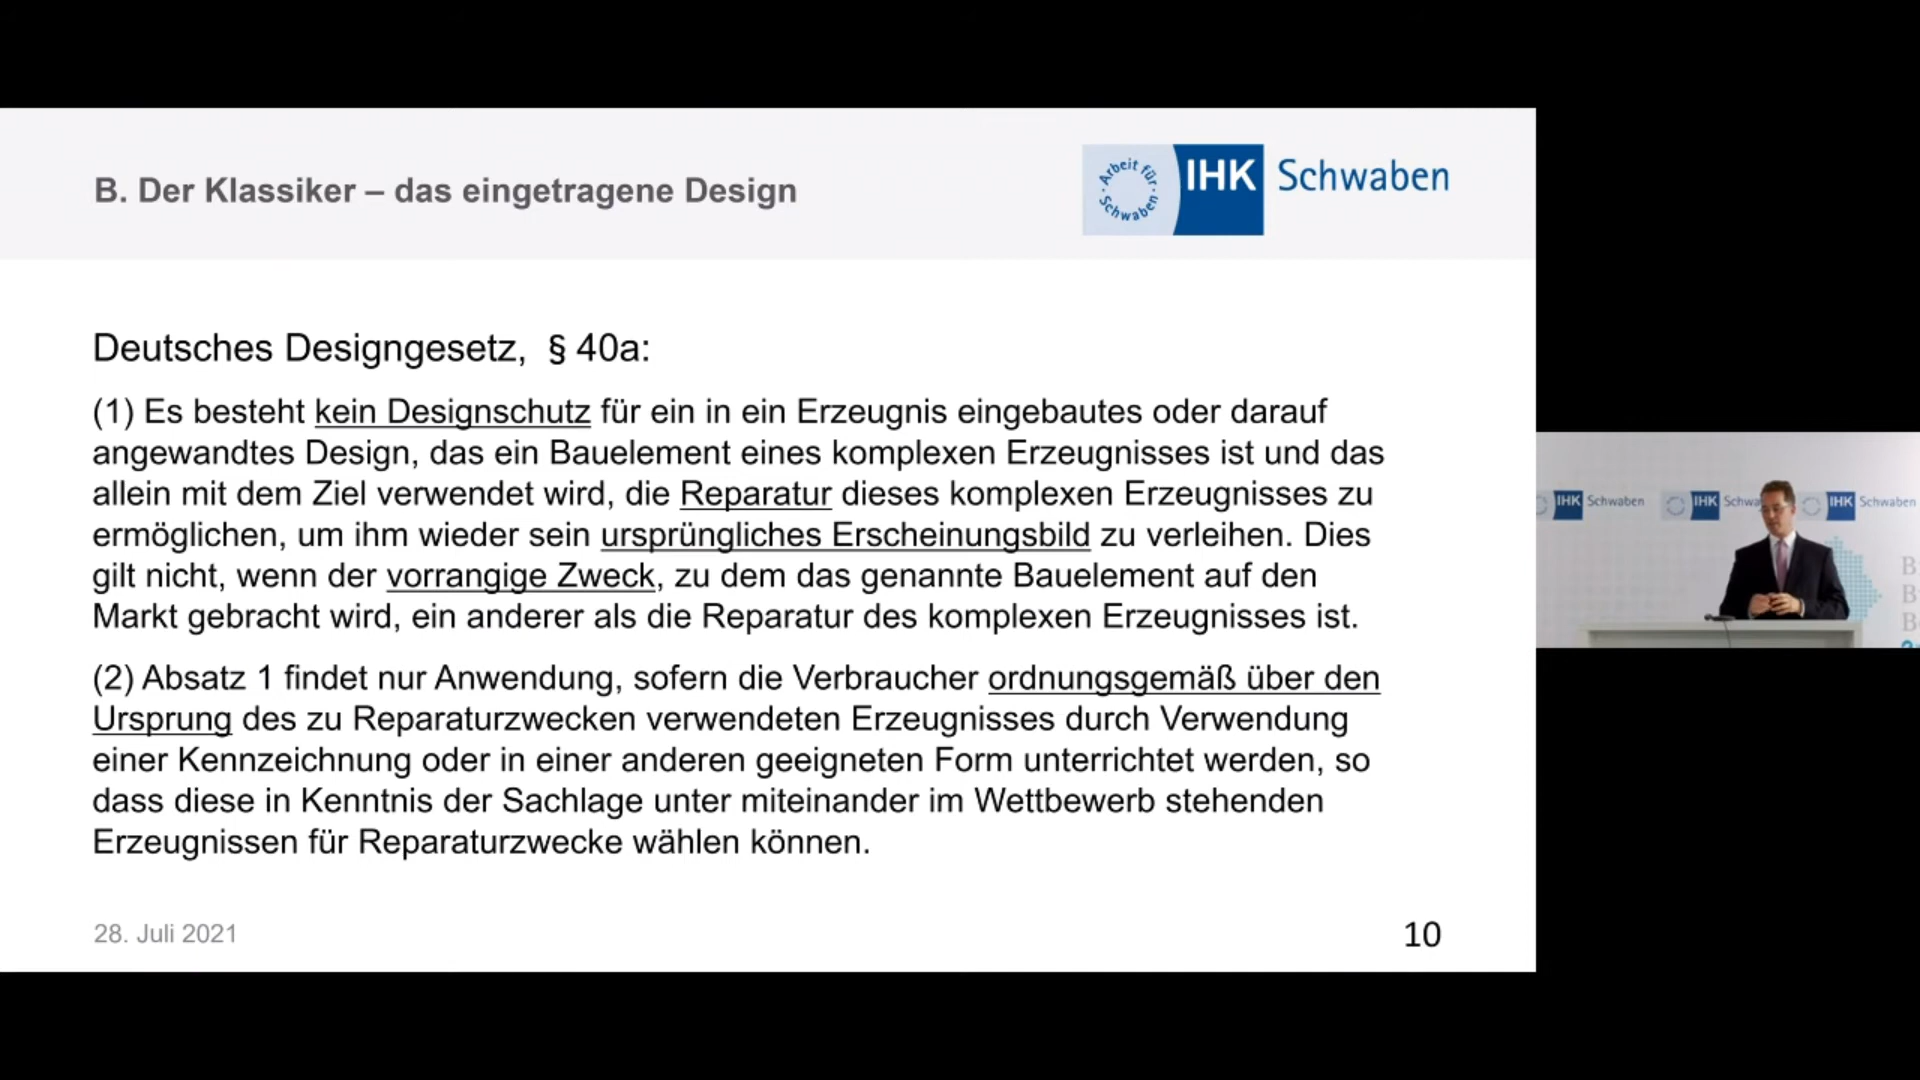 B. Der Klassiker – das eingetragene Design
Arbeit für Schwaben
IHK Schwaben
Deutsches Designgesetz, § 40a:
(1) Es besteht kein Designschutz für ein in ein Erzeugnis eingebautes oder darauf
angewandtes Design, das ein Bauelement eines komplexen Erzeugnisses ist und das
allein mit dem Ziel verwendet wird, die Reparatur dieses komplexen Erzeugnisses zu
ermöglichen, um ihm wieder sein ursprüngliches Erscheinungsbild zu verleihen. Dies
gilt nicht, wenn der vorrangige Zweck, zu dem das genannte Bauelement auf den
Markt gebracht wird, ein anderer als die Reparatur des komplexen Erzeugnisses ist.
(2) Absatz 1 findet nur Anwendung, sofern die Verbraucher ordnungsgemäß über den
Ursprung des zu Reparaturzwecken verwendeten Erzeugnisses durch Verwendung
einer Kennzeichnung oder in einer anderen geeigneten Form unterrichtet werden, so
dass diese in Kenntnis der Sachlage unter miteinander im Wettbewerb stehenden
Erzeugnissen für Reparaturzwecke wählen können.
28. Juli 2021
10
IHK Schwaben
IHK Schwa
IHK Schwaben